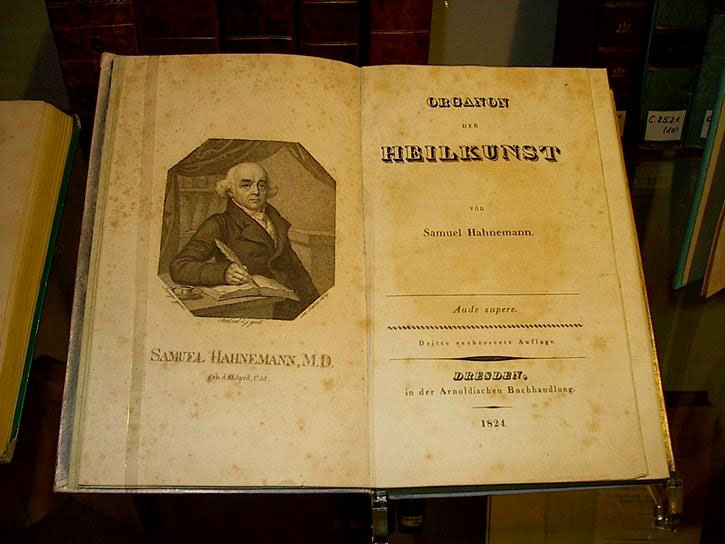 SAMUEL HAHNEMANN, M.D.
geb. d. 10. April, 1755.
ORGANON
DER
HEILKUNST
von
Samuel Hahnemann.
Aude sapere.
Dritte verbesserte Auflage.
DRESDEN,
in der Arnoldischen Buchhandlung.
1824.